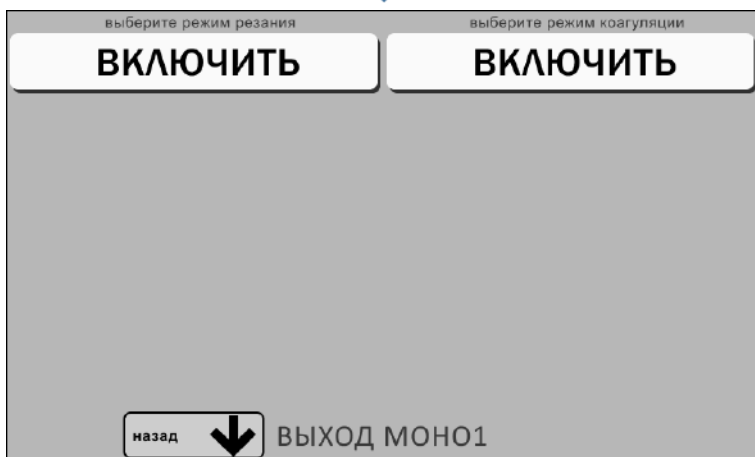 выберите режим резания
выберите режим коагуляции
ВКЛЮЧИТЬ
ВКЛЮЧИТЬ
назад
ВЫХОД МОНО1